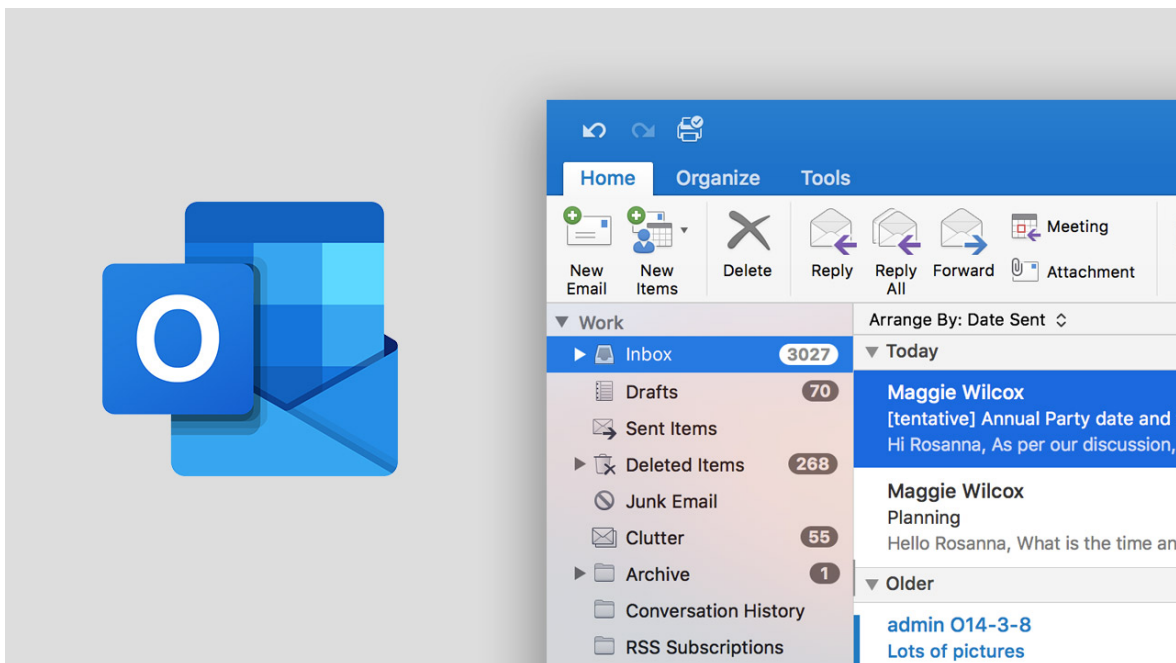 O
Home Organize Tools
New Email
New Items
Delete
Reply
Reply All
Forward
Meeting
Attachment
Work
Inbox 3027
Drafts 70
Sent Items
Deleted Items 268
Junk Email
Clutter 55
Archive 1
Conversation History
RSS Subscriptions
Arrange By: Date Sent
Today
Maggie Wilcox
[tentative] Annual Party date and
Hi Rosanna, As per our discussion,
Maggie Wilcox
Planning
Hello Rosanna, What is the time an
Older
admin O14-3-8
Lots of pictures